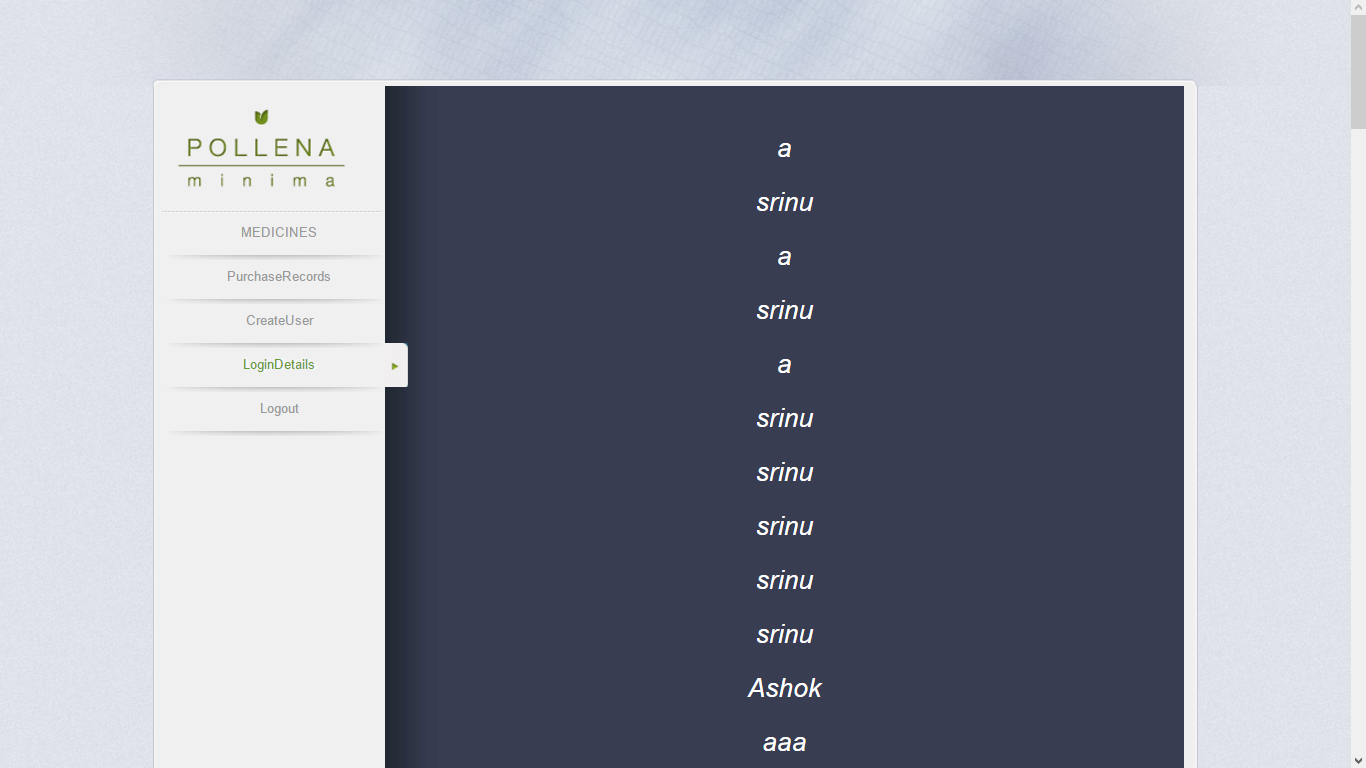 POLLENA
minima
MEDICINES
PurchaseRecords
CreateUser
LoginDetails
Logout
a
srinu
a
srinu
a
srinu
srinu
srinu
srinu
srinu
Ashok
aaa